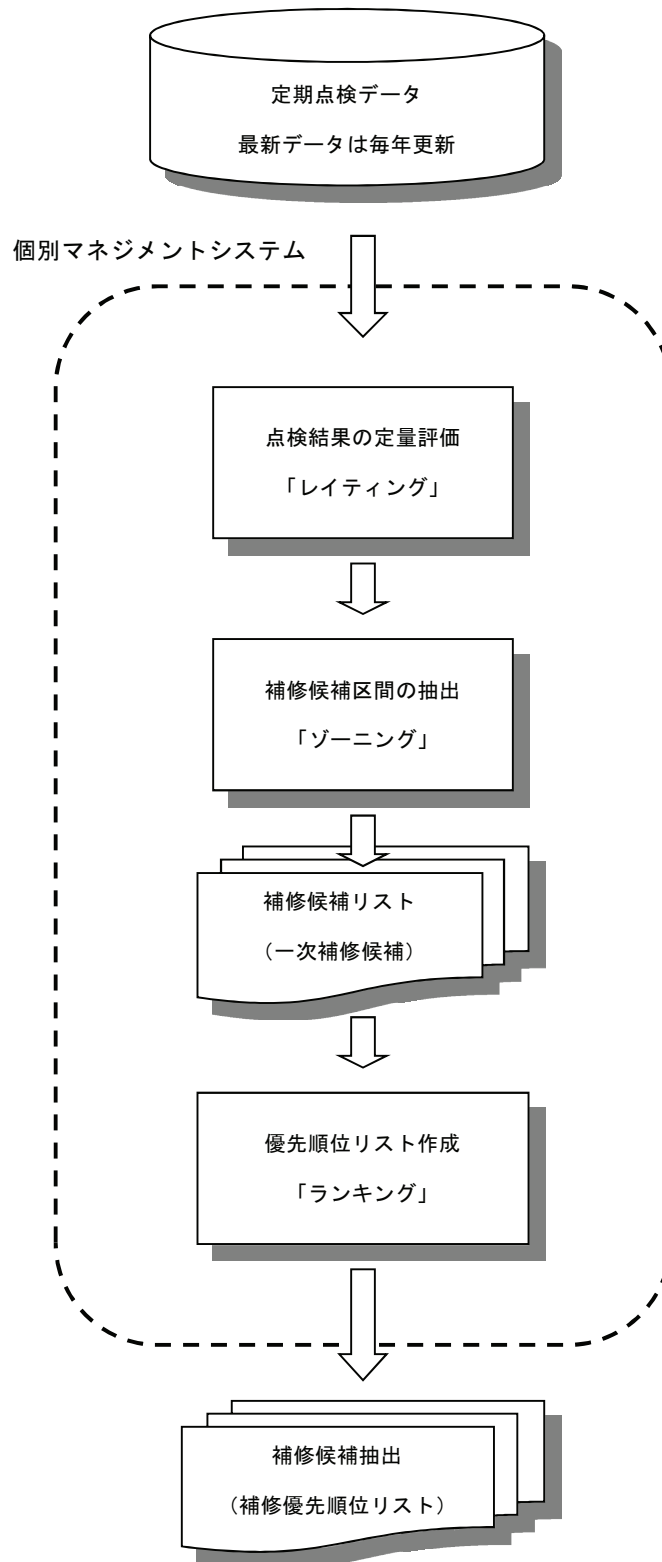 定期点検データ
最新データは毎年更新
個別マネジメントシステム
点検結果の定量評価
「レイティング」
補修候補区間の抽出
「ゾーニング」
補修候補リスト
（一次補修候補）
優先順位リスト作成
「ランキング」
補修候補抽出
（補修優先順位リスト）